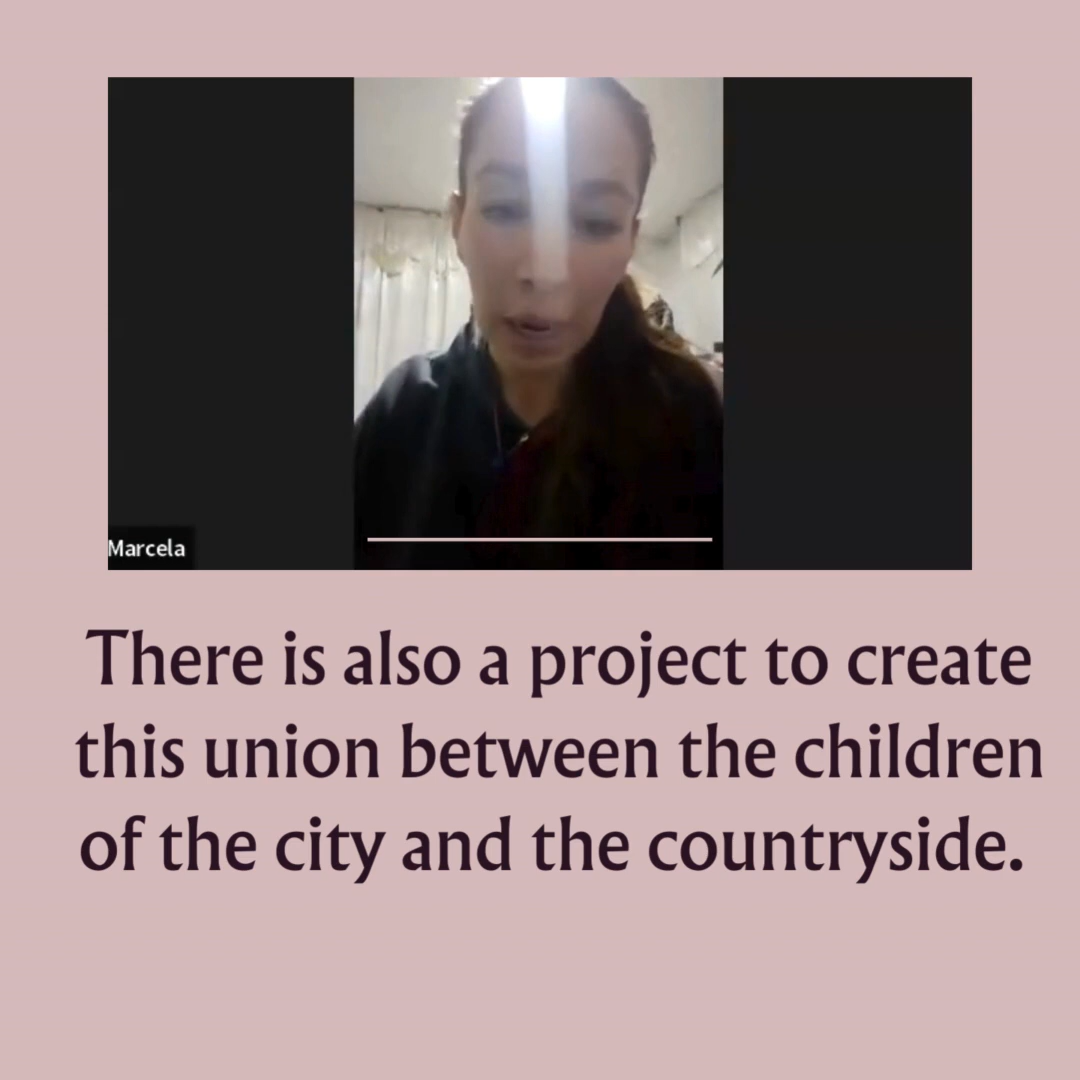 Marcela
There is also a project to create
this union between the children
of the city and the countryside.